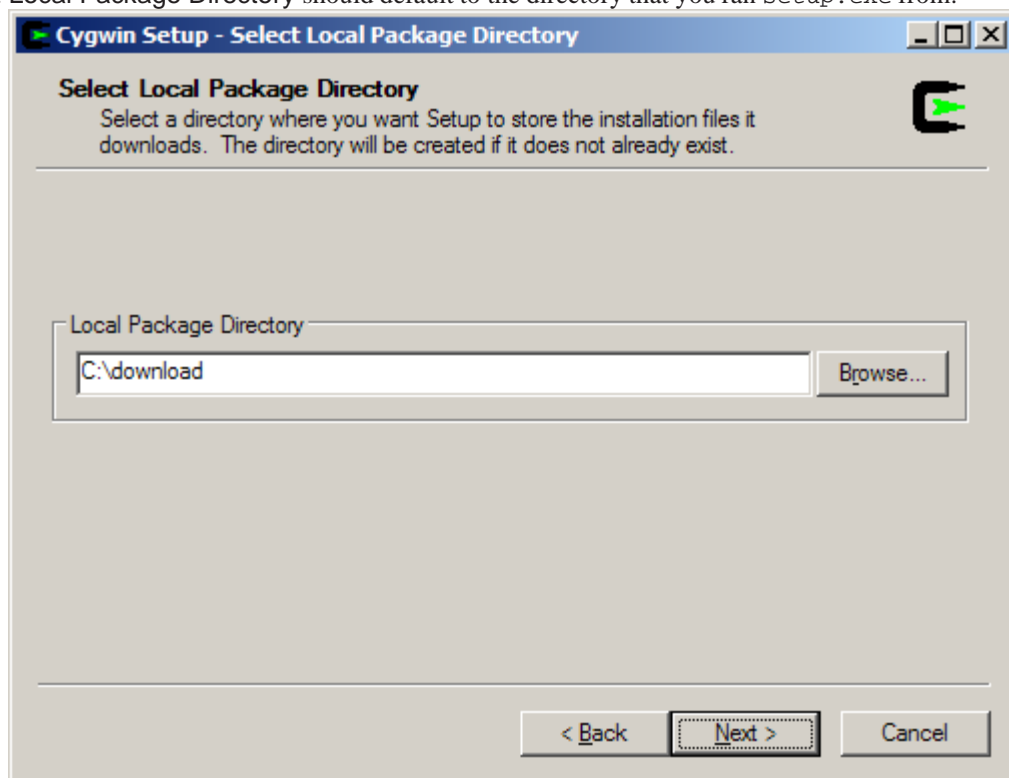 Local Package Directory should default to the directory that you ran setup.exe from.
Cygwin Setup - Select Local Package Directory
Select Local Package Directory
Select a directory where you want Setup to store the installation files it
downloads. The directory will be created if it does not already exist.
Local Package Directory
C:\download
Browse...
< Back
Next >
Cancel